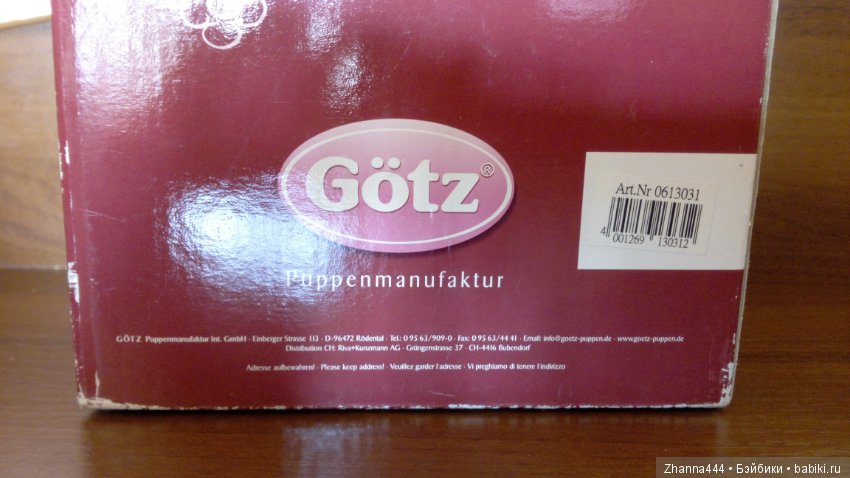 Götz®
Puppenmanufaktur
Art.Nr 0613031
4 001269 130312
GÖTZ Puppenmanufaktur Int. GmbH · Einberger Strasse 113 · D-96472 Rödental · Tel.: 0 95 63/909-0 · Fax: 0 95 63/44 41 · Email: info@goetz-puppen.de · www.goetz-puppen.de
Distribution CH: Riva+Kunzmann AG · Grüngenstrasse 37 · CH-4416 Bubendorf
Adresse aufbewahren! · Please keep address! · Veuillez garder l'adresse · Vi preghiamo di tenere l'indirizzo
Zhanna444 • Бэйбики • babiki.ru